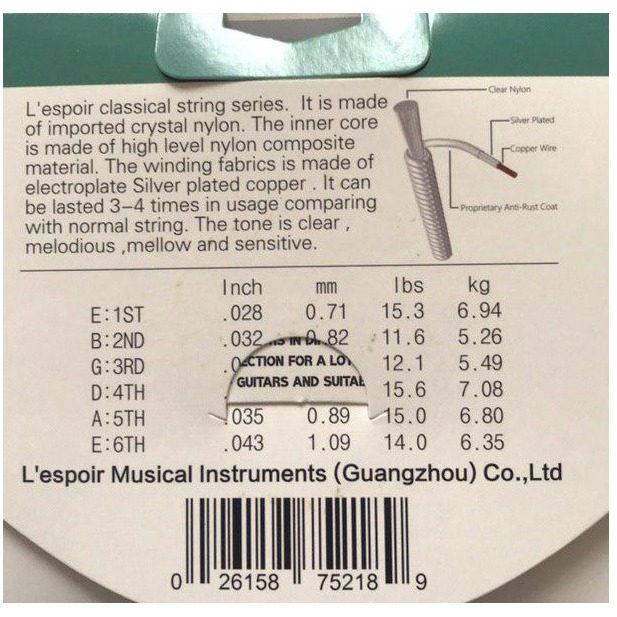 L'espoir classical string series. It is made
of imported crystal nylon. The inner core
is made of high level nylon composite
material. The winding fabrics is made of
electroplate Silver plated copper . It can
be lasted 3-4 times in usage comparing
with normal string. The tone is clear ,
melodious ,mellow and sensitive.
Clear Nylon
Silver Plated
Copper Wire
Proprietary Anti-Rust Coat
Inch mm lbs kg
E:1ST .028 0.71 15.3 6.94
B:2ND .032 0.82 11.6 5.26
G:3RD 12.1 5.49
D:4TH 15.6 7.08
A:5TH .035 0.89 15.0 6.80
E:6TH .043 1.09 14.0 6.35
FOR A
GUITARS AND
L'espoir Musical Instruments (Guangzhou) Co.,Ltd
0 26158 75218 9